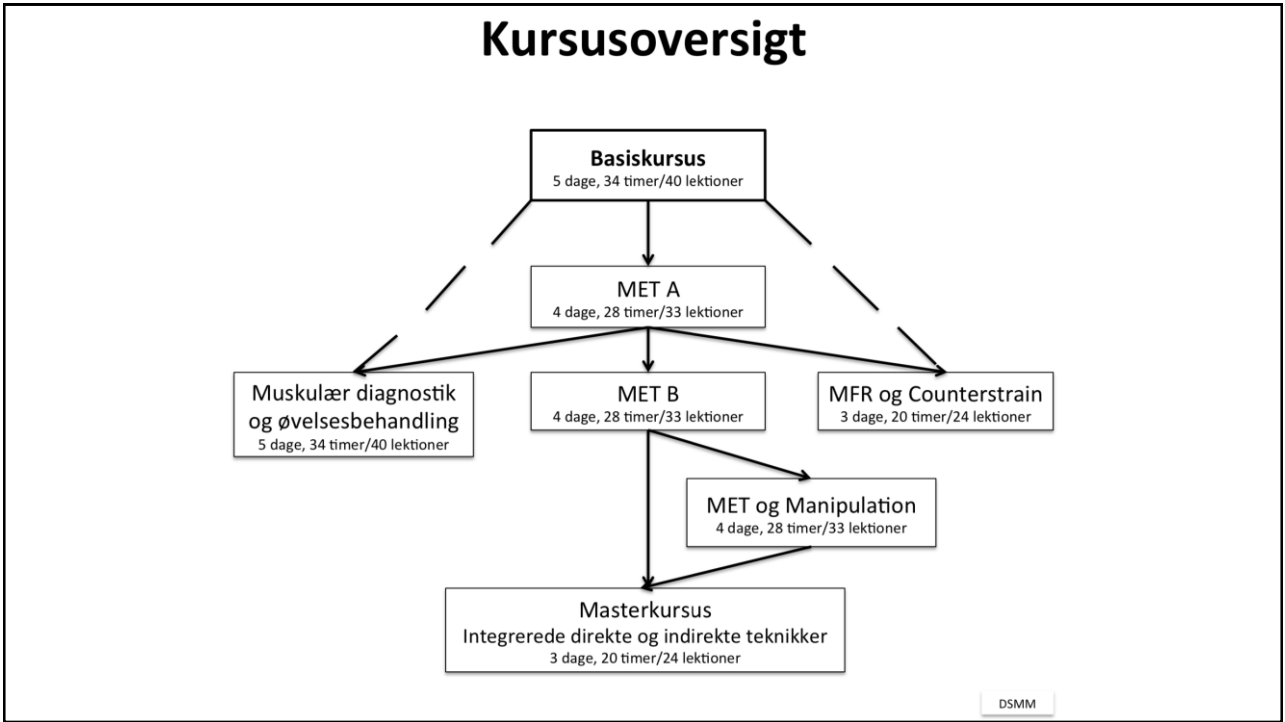 Kursusoversigt
Basiskursus
5 dage, 34 timer/40 lektioner
MET A
4 dage, 28 timer/33 lektioner
Muskulær diagnostik
og øvelsesbehandling
5 dage, 34 timer/40 lektioner
MET B
4 dage, 28 timer/33 lektioner
MFR og Counterstrain
3 dage, 20 timer/24 lektioner
MET og Manipulation
4 dage, 28 timer/33 lektioner
Masterkursus
Integrerede direkte og indirekte teknikker
3 dage, 20 timer/24 lektioner
DSMM